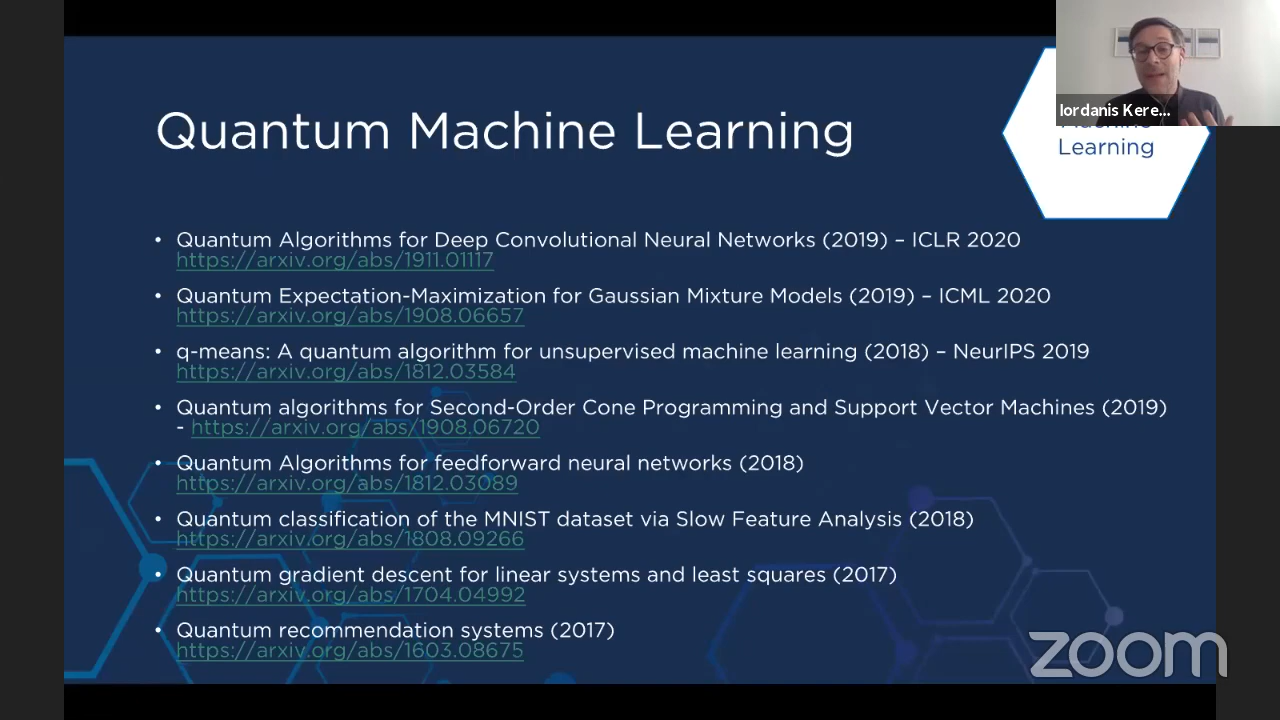 Quantum Machine Learning
Iordanis Kere...
Machine
Learning
• Quantum Algorithms for Deep Convolutional Neural Networks (2019) – ICLR 2020
https://arxiv.org/abs/1911.01117
• Quantum Expectation-Maximization for Gaussian Mixture Models (2019) – ICML 2020
https://arxiv.org/abs/1908.06657
• q-means: A quantum algorithm for unsupervised machine learning (2018) – NeurIPS 2019
https://arxiv.org/abs/1812.03584
• Quantum algorithms for Second-Order Cone Programming and Support Vector Machines (2019)
- https://arxiv.org/abs/1908.06720
• Quantum Algorithms for feedforward neural networks (2018)
https://arxiv.org/abs/1812.03089
• Quantum classification of the MNIST dataset via Slow Feature Analysis (2018)
https://arxiv.org/abs/1808.09266
• Quantum gradient descent for linear systems and least squares (2017)
https://arxiv.org/abs/1704.04992
• Quantum recommendation systems (2017)
https://arxiv.org/abs/1603.08675
zoom